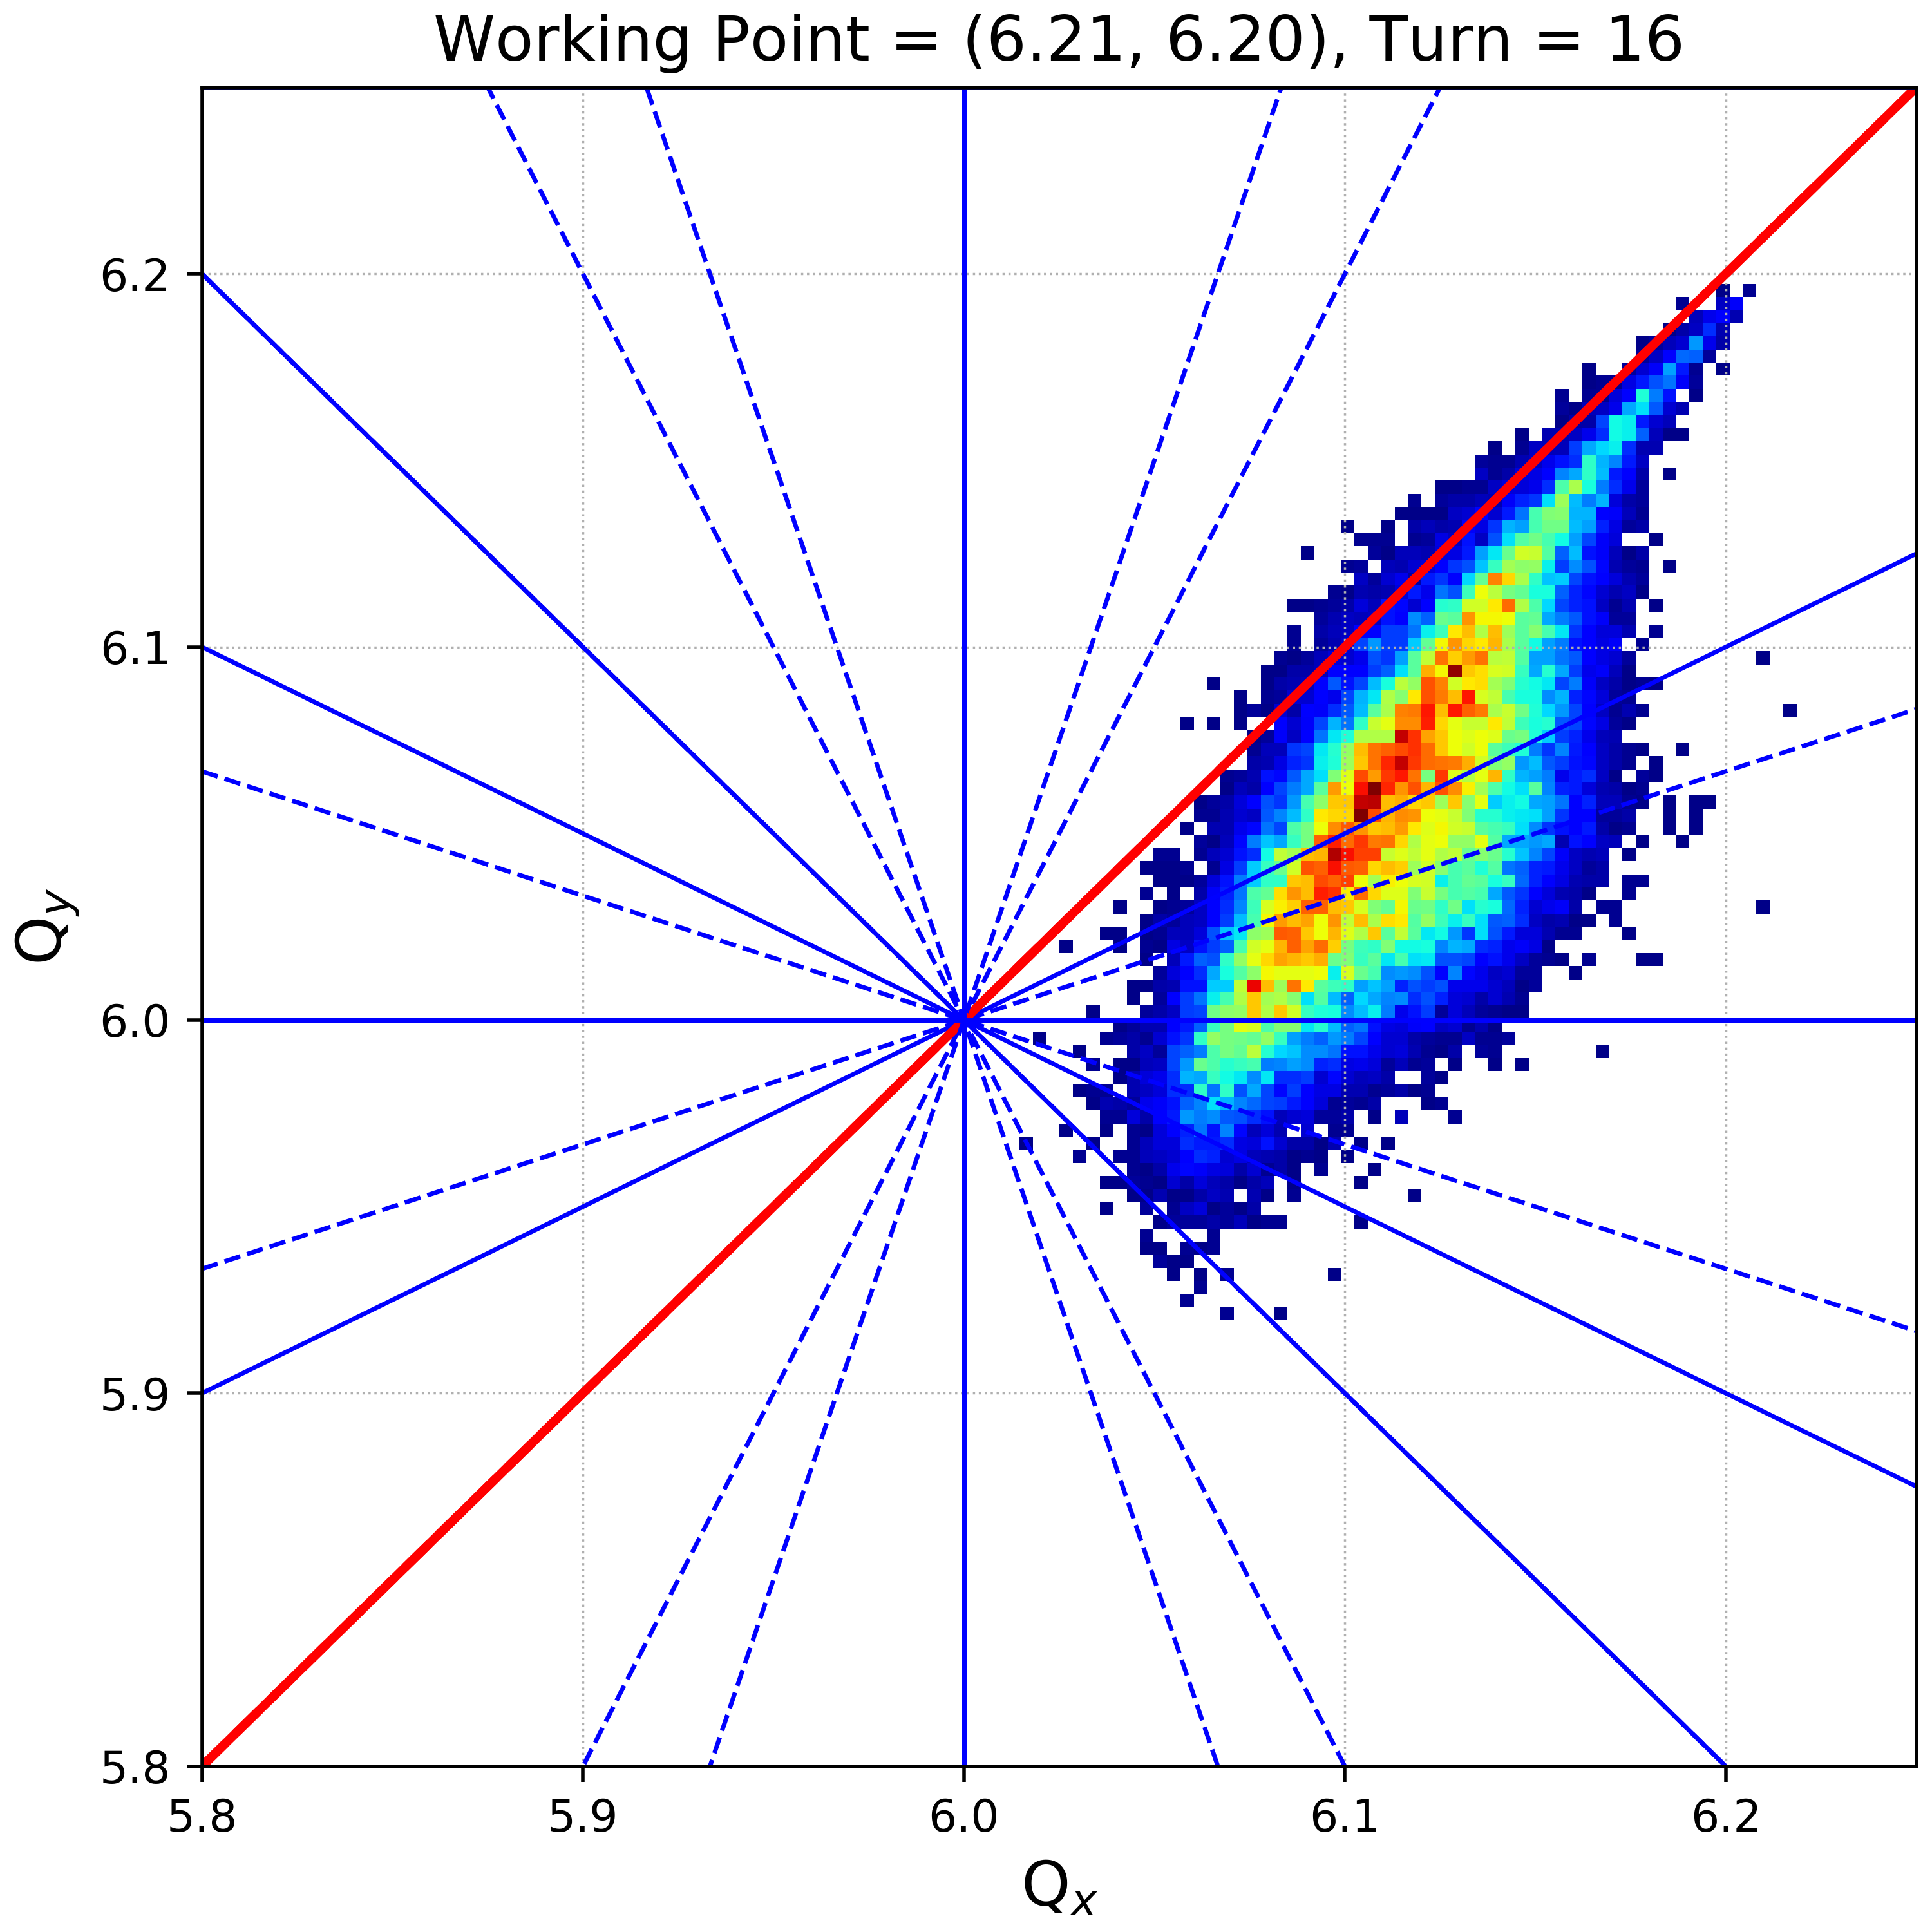 Working Point = (6.21, 6.20), Turn = 16
6.2
6.1
6.0
5.9
5.8
Qy
5.8 5.9 6.0 6.1 6.2
Qx